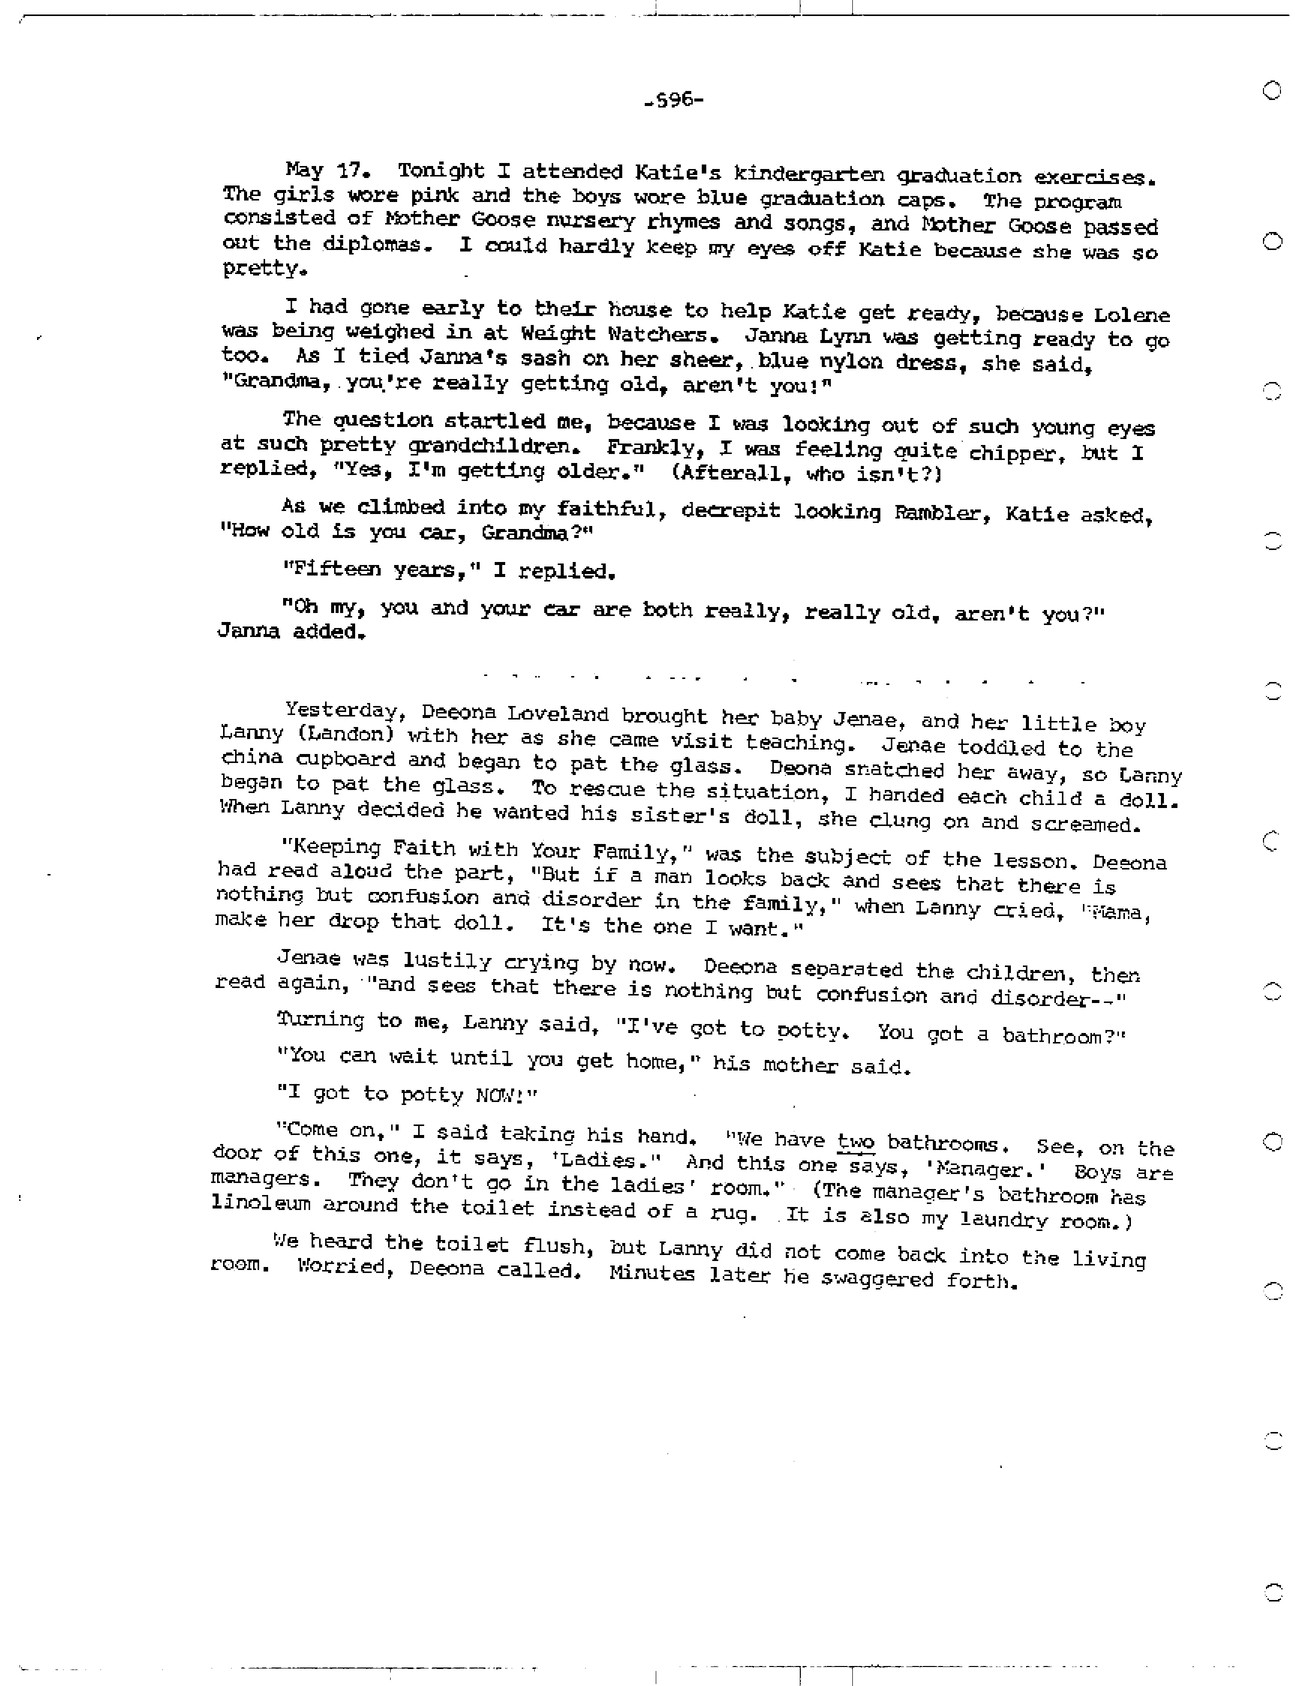 -S96-
May 17. Tonight I attended Katie's kindergarten graduation exercises.
The girls wore pink and the boys wore blue graduation caps. The program
consisted of Mother Goose nursery rhymes and songs, and Mother Goose passed
out the diplomas. I could hardly keep my eyes off Katie because she was so
pretty.
I had gone early to their house to help Katie get ready, because Lolene
was being weighed in at Weight Watchers. Janna Lynn was getting ready to go
too. As I tied Janna's sash on her sheer, blue nylon dress, she said,
"Grandma, you're really getting old, aren't you!"
The question startled me, because I was looking out of such young eyes
at such pretty grandchildren. Frankly, I was feeling quite chipper, but I
replied, "Yes, I'm getting older." (Afterall, who isn't?)
As we climbed into my faithful, decrepit looking Rambler, Katie asked,
"How old is you car, Grandma?"
"Fifteen years," I replied.
"Oh my, you and your car are both really, really old, aren't you?"
Janna added.
Yesterday, Deeona Loveland brought her baby Jenae, and her little boy
Lanny (Landon) with her as she came visit teaching. Jenae toddled to the
china cupboard and began to pat the glass. Deona snatched her away, so Lanny
began to pat the glass. To rescue the situation, I handed each child a doll.
When Lanny decided he wanted his sister's doll, she clung on and screamed.
"Keeping Faith with Your Family," was the subject of the lesson. Deeona
had read aloud the part, "But if a man looks back and sees that there is
nothing but confusion and disorder in the family," when Lanny cried, "Mama,
make her drop that doll. It's the one I want."
Jenae was lustily crying by now. Deeona separated the children, then
read again, "and sees that there is nothing but confusion and disorder--"
Turning to me, Lanny said, "I've got to potty. You got a bathroom?"
"You can wait until you get home," his mother said.
"I got to potty NOW!"
"Come on," I said taking his hand. "We have two bathrooms. See, on the
door of this one, it says, 'Ladies." And this one says, 'Manager.' Boys are
managers. They don't go in the ladies' room." (The manager's bathroom has
linoleum around the toilet instead of a rug. It is also my laundry room.)
We heard the toilet flush, but Lanny did not come back into the living
room. Worried, Deeona called. Minutes later he swaggered forth.